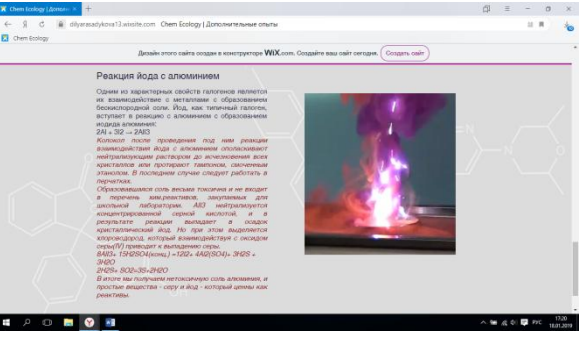 Chem Ecology | Дополни
dilyarasadykova13.wixsite.com Chem Ecology | Дополнительные опыты
Chem Ecology
Дизайн этого сайта создан в конструкторе WiX.com. Создайте ваш сайт сегодня. Создать сайт
Реакция йода с алюминием
Одним из характерных свойств галогенов является
их взаимодействие с металлами с образованием
бескислородной соли. Йод, как типичный галоген,
вступает в реакцию с алюминием с образованием
иодида алюминия:
2Al + 3I2 → 2AlI3
Колокол после проведения под ним реакции
взаимодействия йода с алюминием ополаскивают
нейтрализующим раствором до исчезновения всех
кристаллов или протирают тампоном, смоченным
этанолом. В последнем случае следует работать в
перчатках.
Образовавшаяся соль весьма токсична и не входит
в перечень хим.реактивов, закупаемых для
школьной лаборатории. AlI3 нейтрализуется
концентрированной серной кислотой, и в
результате реакции выпадает в осадок
кристаллический йод. Но при этом выделяется
хлороводород, который взаимодействуя с оксидом
серы(IV) приводит к выпадению серы.
8AlI3+ 15H2SO4(конц.) =12I2+ 4Al2(SO4)+ 3H2S +
3H2O
2H2S+ SO2=3S+2H2O
В итоге мы получаем нетоксичную соль алюминия, и
простые вещества - серу и йод - который ценны как
реактивы.
N
N
O
РУС
17:20
18.01.2019